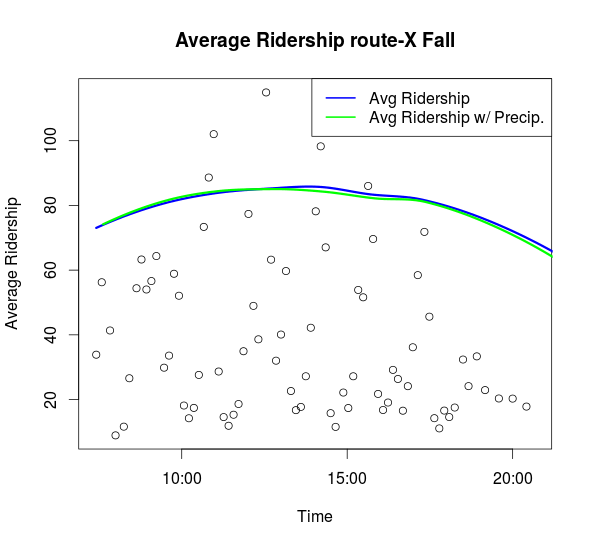 Average Ridership route-X Fall
Avg Ridership
Avg Ridership w/ Precip.
Average Ridership
100
80
60
40
20
10:00
15:00
20:00
Time